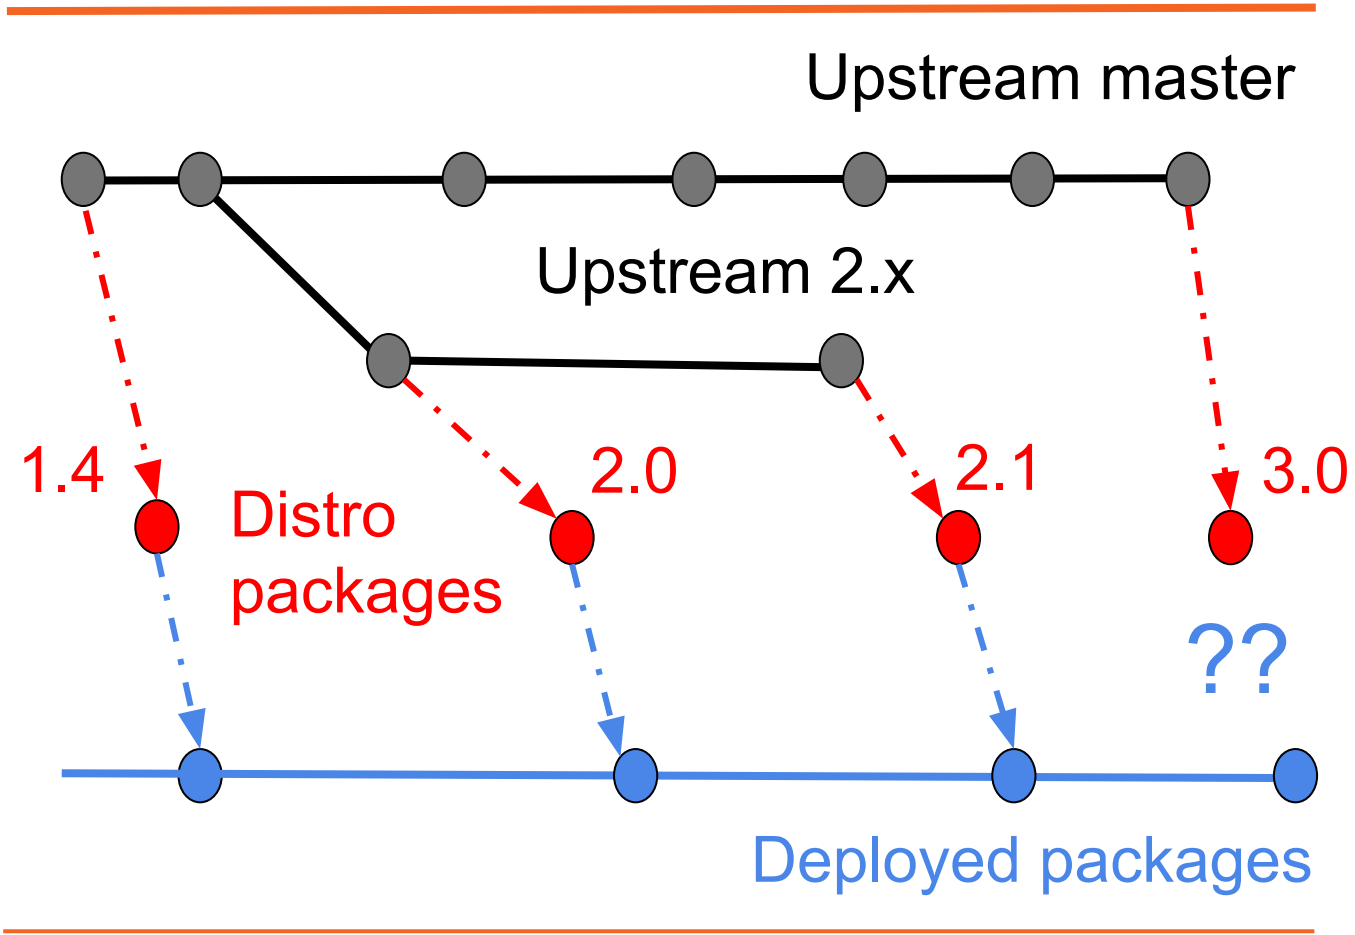 Upstream master
Upstream 2.x
1.4
2.0
2.1
3.0
Distro
packages
??
Deployed packages